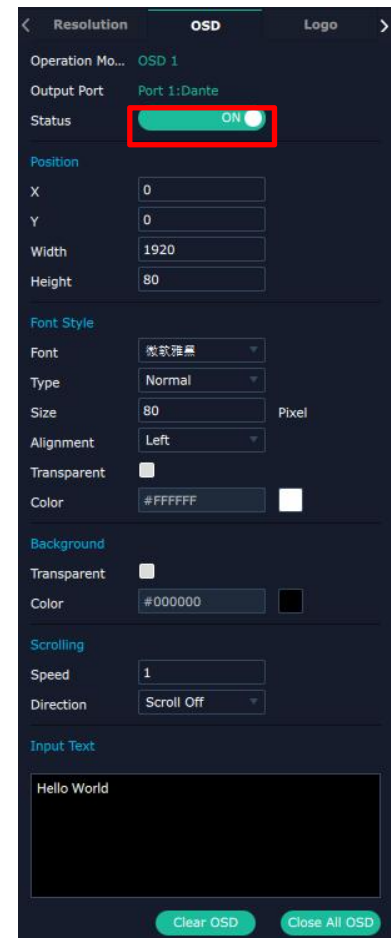 Resolution OSD Logo
Operation Mo... OSD 1
Output Port Port 1:Dante
Status ON
Position
X 0
Y 0
Width 1920
Height 80
Font Style
Font 微软雅黑
Type Normal
Size 80 Pixel
Alignment Left
Transparent
Color #FFFFFF
Background
Transparent
Color #000000
Scrolling
Speed 1
Direction Scroll Off
Input Text
Hello World
Clear OSD Close All OSD